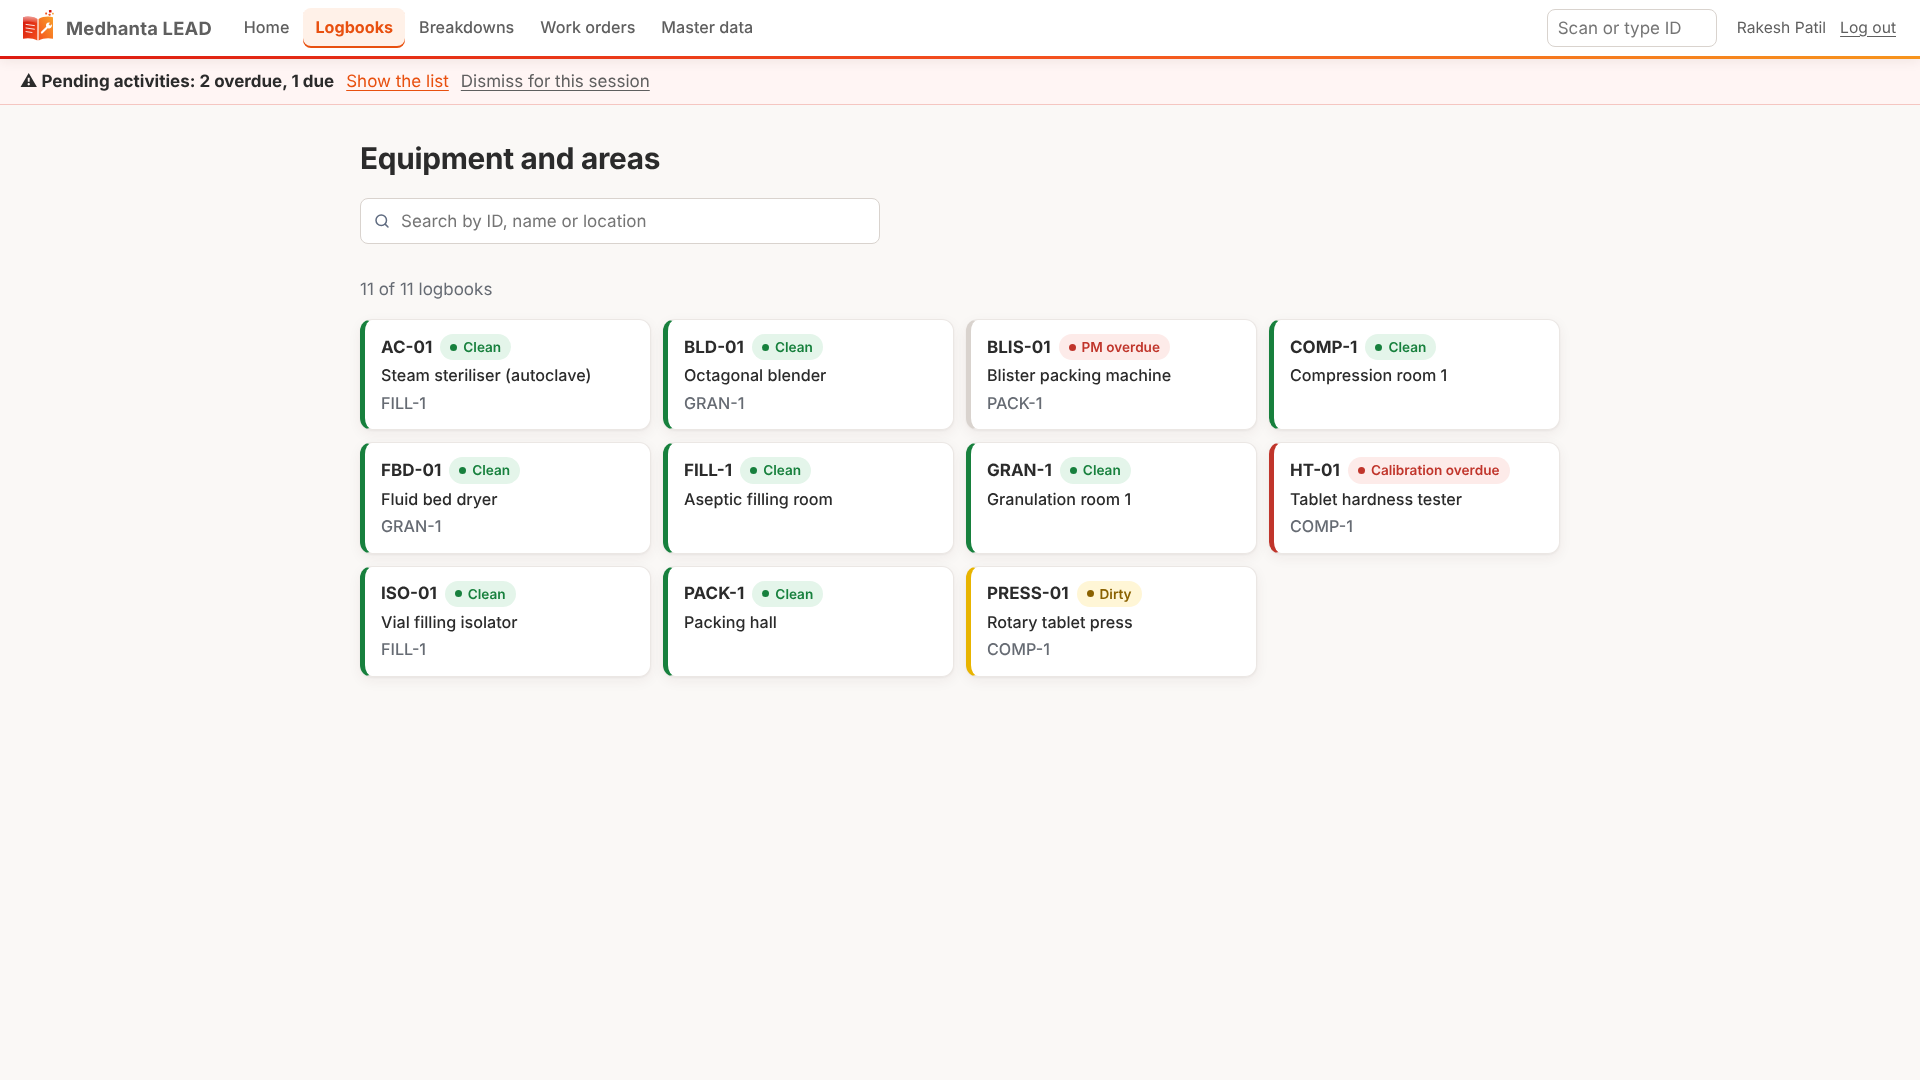 Medhanta LEAD Home Logbooks Breakdowns Work orders Master data Scan or type ID Rakesh Patil Log out
Pending activities: 2 overdue, 1 due Show the list Dismiss for this session
Equipment and areas
Search by ID, name or location
11 of 11 logbooks
AC-01 Clean
Steam steriliser (autoclave)
FILL-1
BLD-01 Clean
Octagonal blender
GRAN-1
BLIS-01 PM overdue
Blister packing machine
PACK-1
COMP-1 Clean
Compression room 1
FBD-01 Clean
Fluid bed dryer
GRAN-1
FILL-1 Clean
Aseptic filling room
GRAN-1 Clean
Granulation room 1
HT-01 Calibration overdue
Tablet hardness tester
COMP-1
ISO-01 Clean
Vial filling isolator
FILL-1
PACK-1 Clean
Packing hall
PRESS-01 Dirty
Rotary tablet press
COMP-1